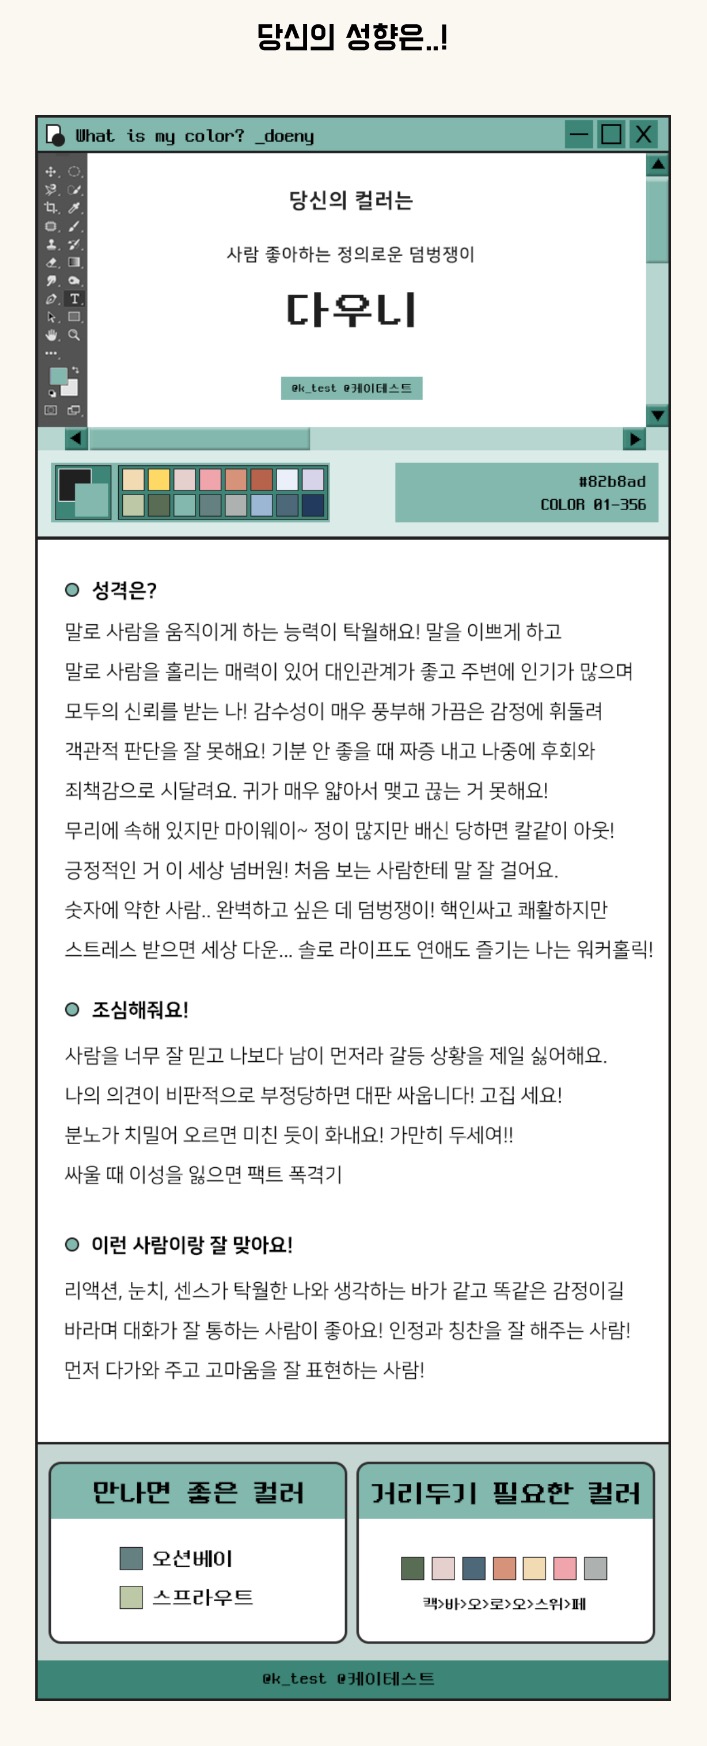 당신의 성향은..!
What is my color? _doeny
당신의 컬러는
사람 좋아하는 정의로운 덤벙쟁이
다우니
@k_test @케이테스트
#82b8ad
COLOR 01-356
성격은?
말로 사람을 움직이게 하는 능력이 탁월해요! 말을 이쁘게 하고
말로 사람을 홀리는 매력이 있어 대인관계가 좋고 주변에 인기가 많으며
모두의 신뢰를 받는 나! 감수성이 매우 풍부해 가끔은 감정에 휘둘려
객관적 판단을 잘 못해요! 기분 안 좋을 때 짜증 내고 나중에 후회와
죄책감으로 시달려요. 귀가 매우 얇아서 맺고 끊는 거 못해요!
무리에 속해 있지만 마이웨이~ 정이 많지만 배신 당하면 칼같이 아웃!
긍정적인 거 이 세상 넘버원! 처음 보는 사람한테 말 잘 걸어요.
숫자에 약한 사람.. 완벽하고 싶은 데 덤벙쟁이! 핵인싸고 쾌활하지만
스트레스 받으면 세상 다운... 솔로 라이프도 연애도 즐기는 나는 워커홀릭!
조심해줘요!
사람을 너무 잘 믿고 나보다 남이 먼저라 갈등 상황을 제일 싫어해요.
나의 의견이 비판적으로 부정당하면 대판 싸웁니다! 고집 세요!
분노가 치밀어 오르면 미친 듯이 화내요! 가만히 두세여!!
싸울 때 이성을 잃으면 팩트 폭격기
이런 사람이랑 잘 맞아요!
리액션, 눈치, 센스가 탁월한 나와 생각하는 바가 같고 똑같은 감정이길
바라며 대화가 잘 통하는 사람이 좋아요! 인정과 칭찬을 잘 해주는 사람!
먼저 다가와 주고 고마움을 잘 표현하는 사람!
만나면 좋은 컬러
오션베이
스프라우트
거리두기 필요한 컬러
캑>바>오>로>오>스위>페
@k_test @케이테스트